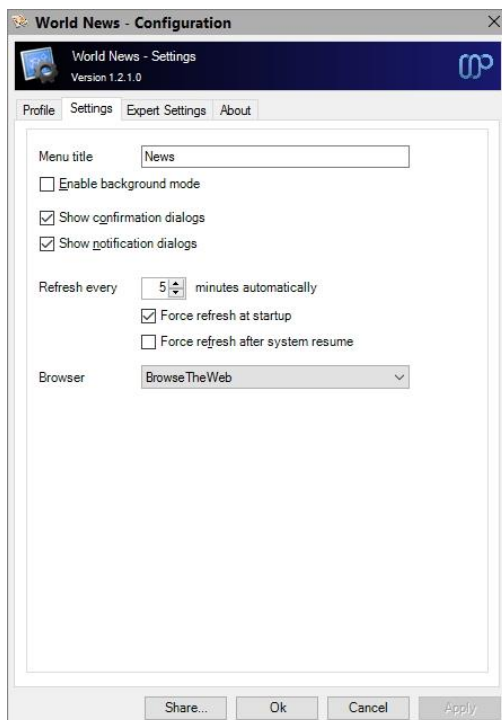 World News - Configuration
World News - Settings
Version 1.2.1.0
Profile Settings Expert Settings About
Menu title News
Enable background mode
Show confirmation dialogs
Show notification dialogs
Refresh every 5 minutes automatically
Force refresh at startup
Force refresh after system resume
Browser BrowseTheWeb
Share... Ok Cancel Apply